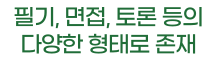 필기, 면접, 토론 등의
다양한 형태로 존재